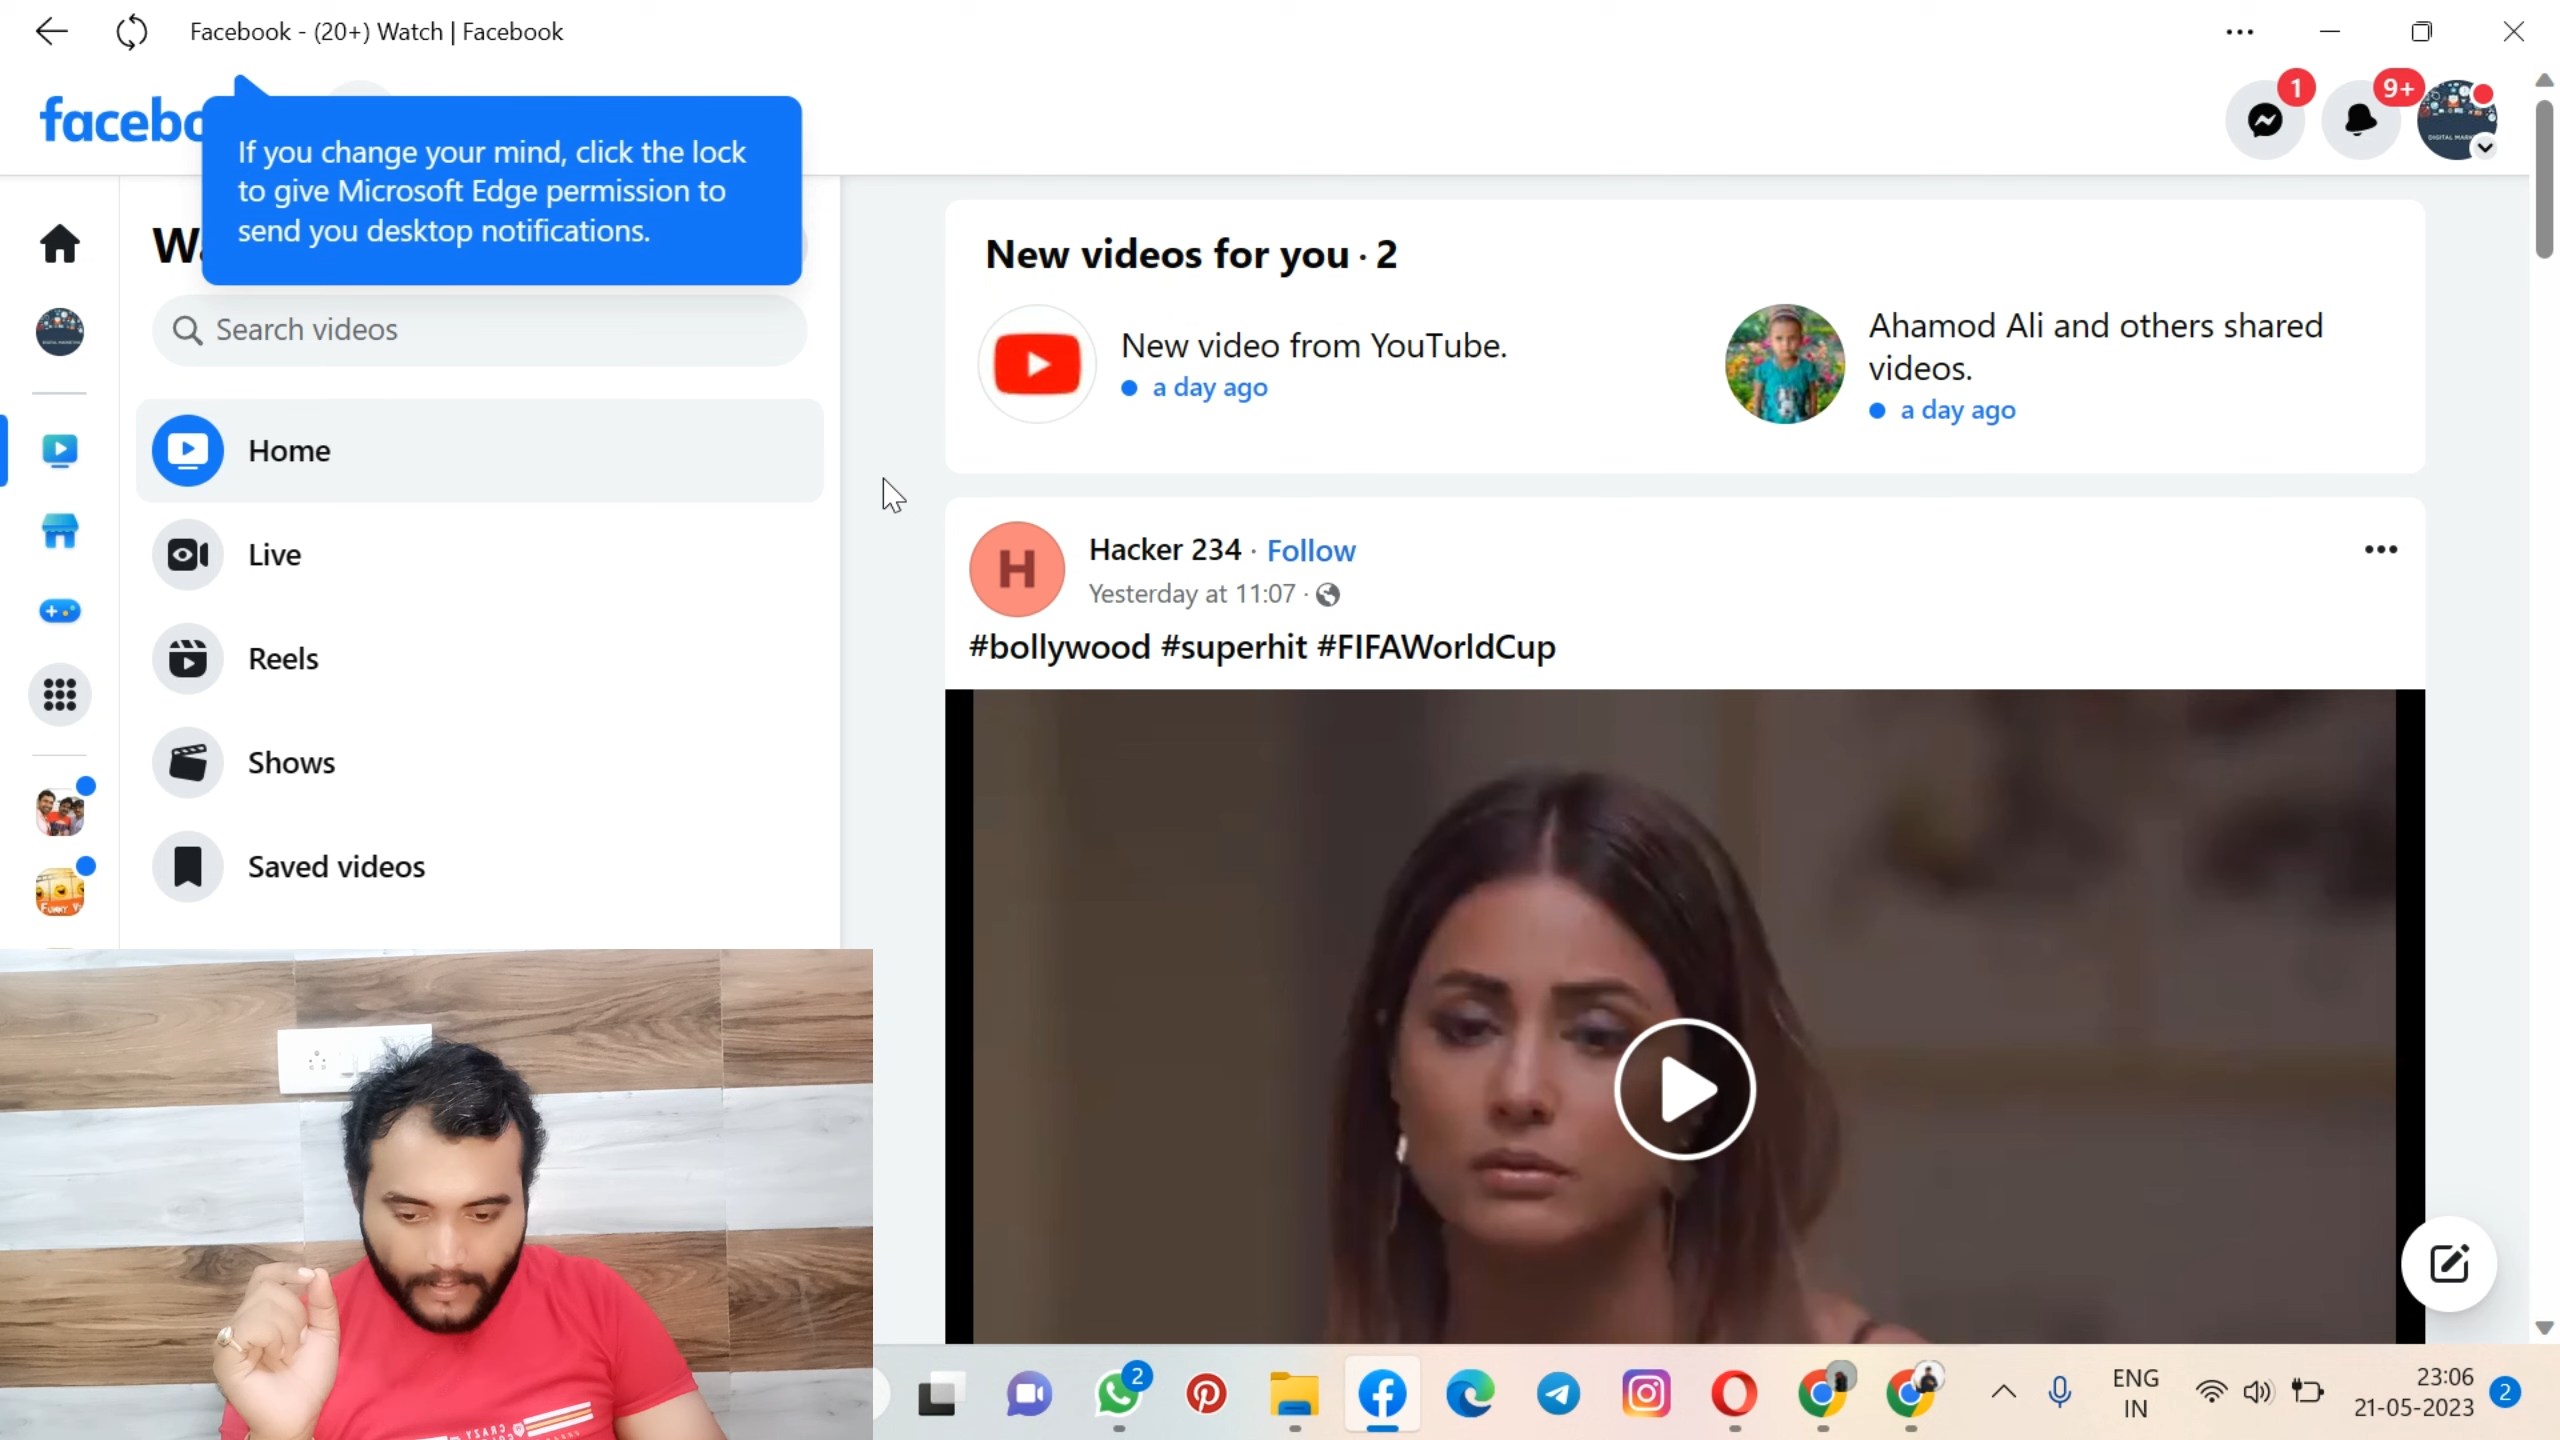 Facebook - (20+) Watch | Facebook
1
9+
facebo
DIGITAL MARK
If you change your mind, click the lock
to give Microsoft Edge permission to
send you desktop notifications.
Search videos
Home
Live
Reels
Shows
Saved videos
New videos for you · 2
New video from YouTube.
a day ago
Ahamod Ali and others shared
videos.
a day ago
H
Hacker 234 · Follow
Yesterday at 11:07 ·
#bollywood #superhit #FIFAWorldCup
2
ENG
IN
23:06
21-05-2023
2